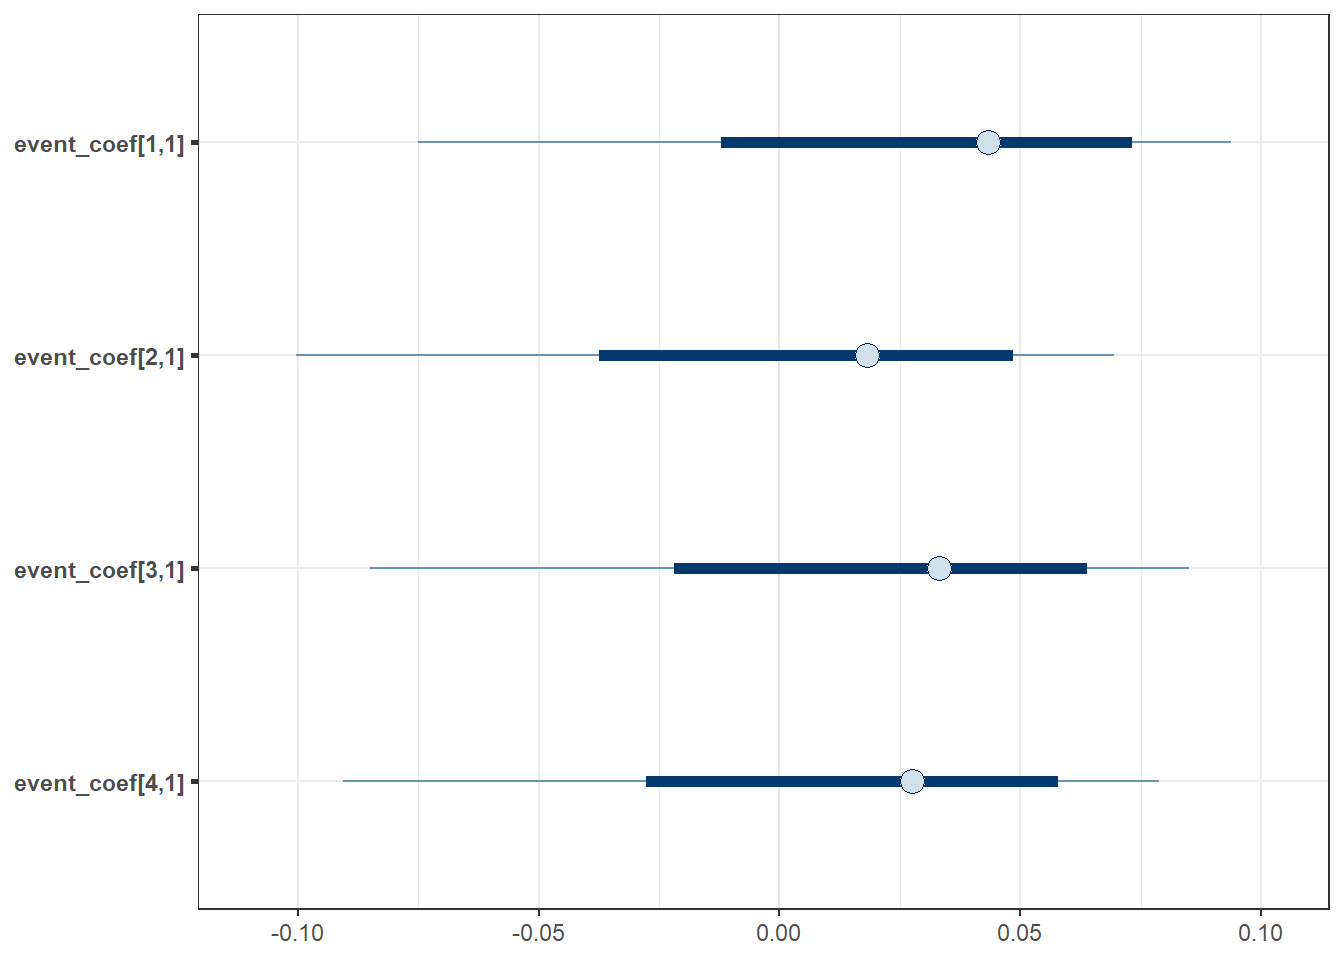 event_coef[1,1]
event_coef[2,1]
event_coef[3,1]
event_coef[4,1]
-0.10 -0.05 0.00 0.05 0.10